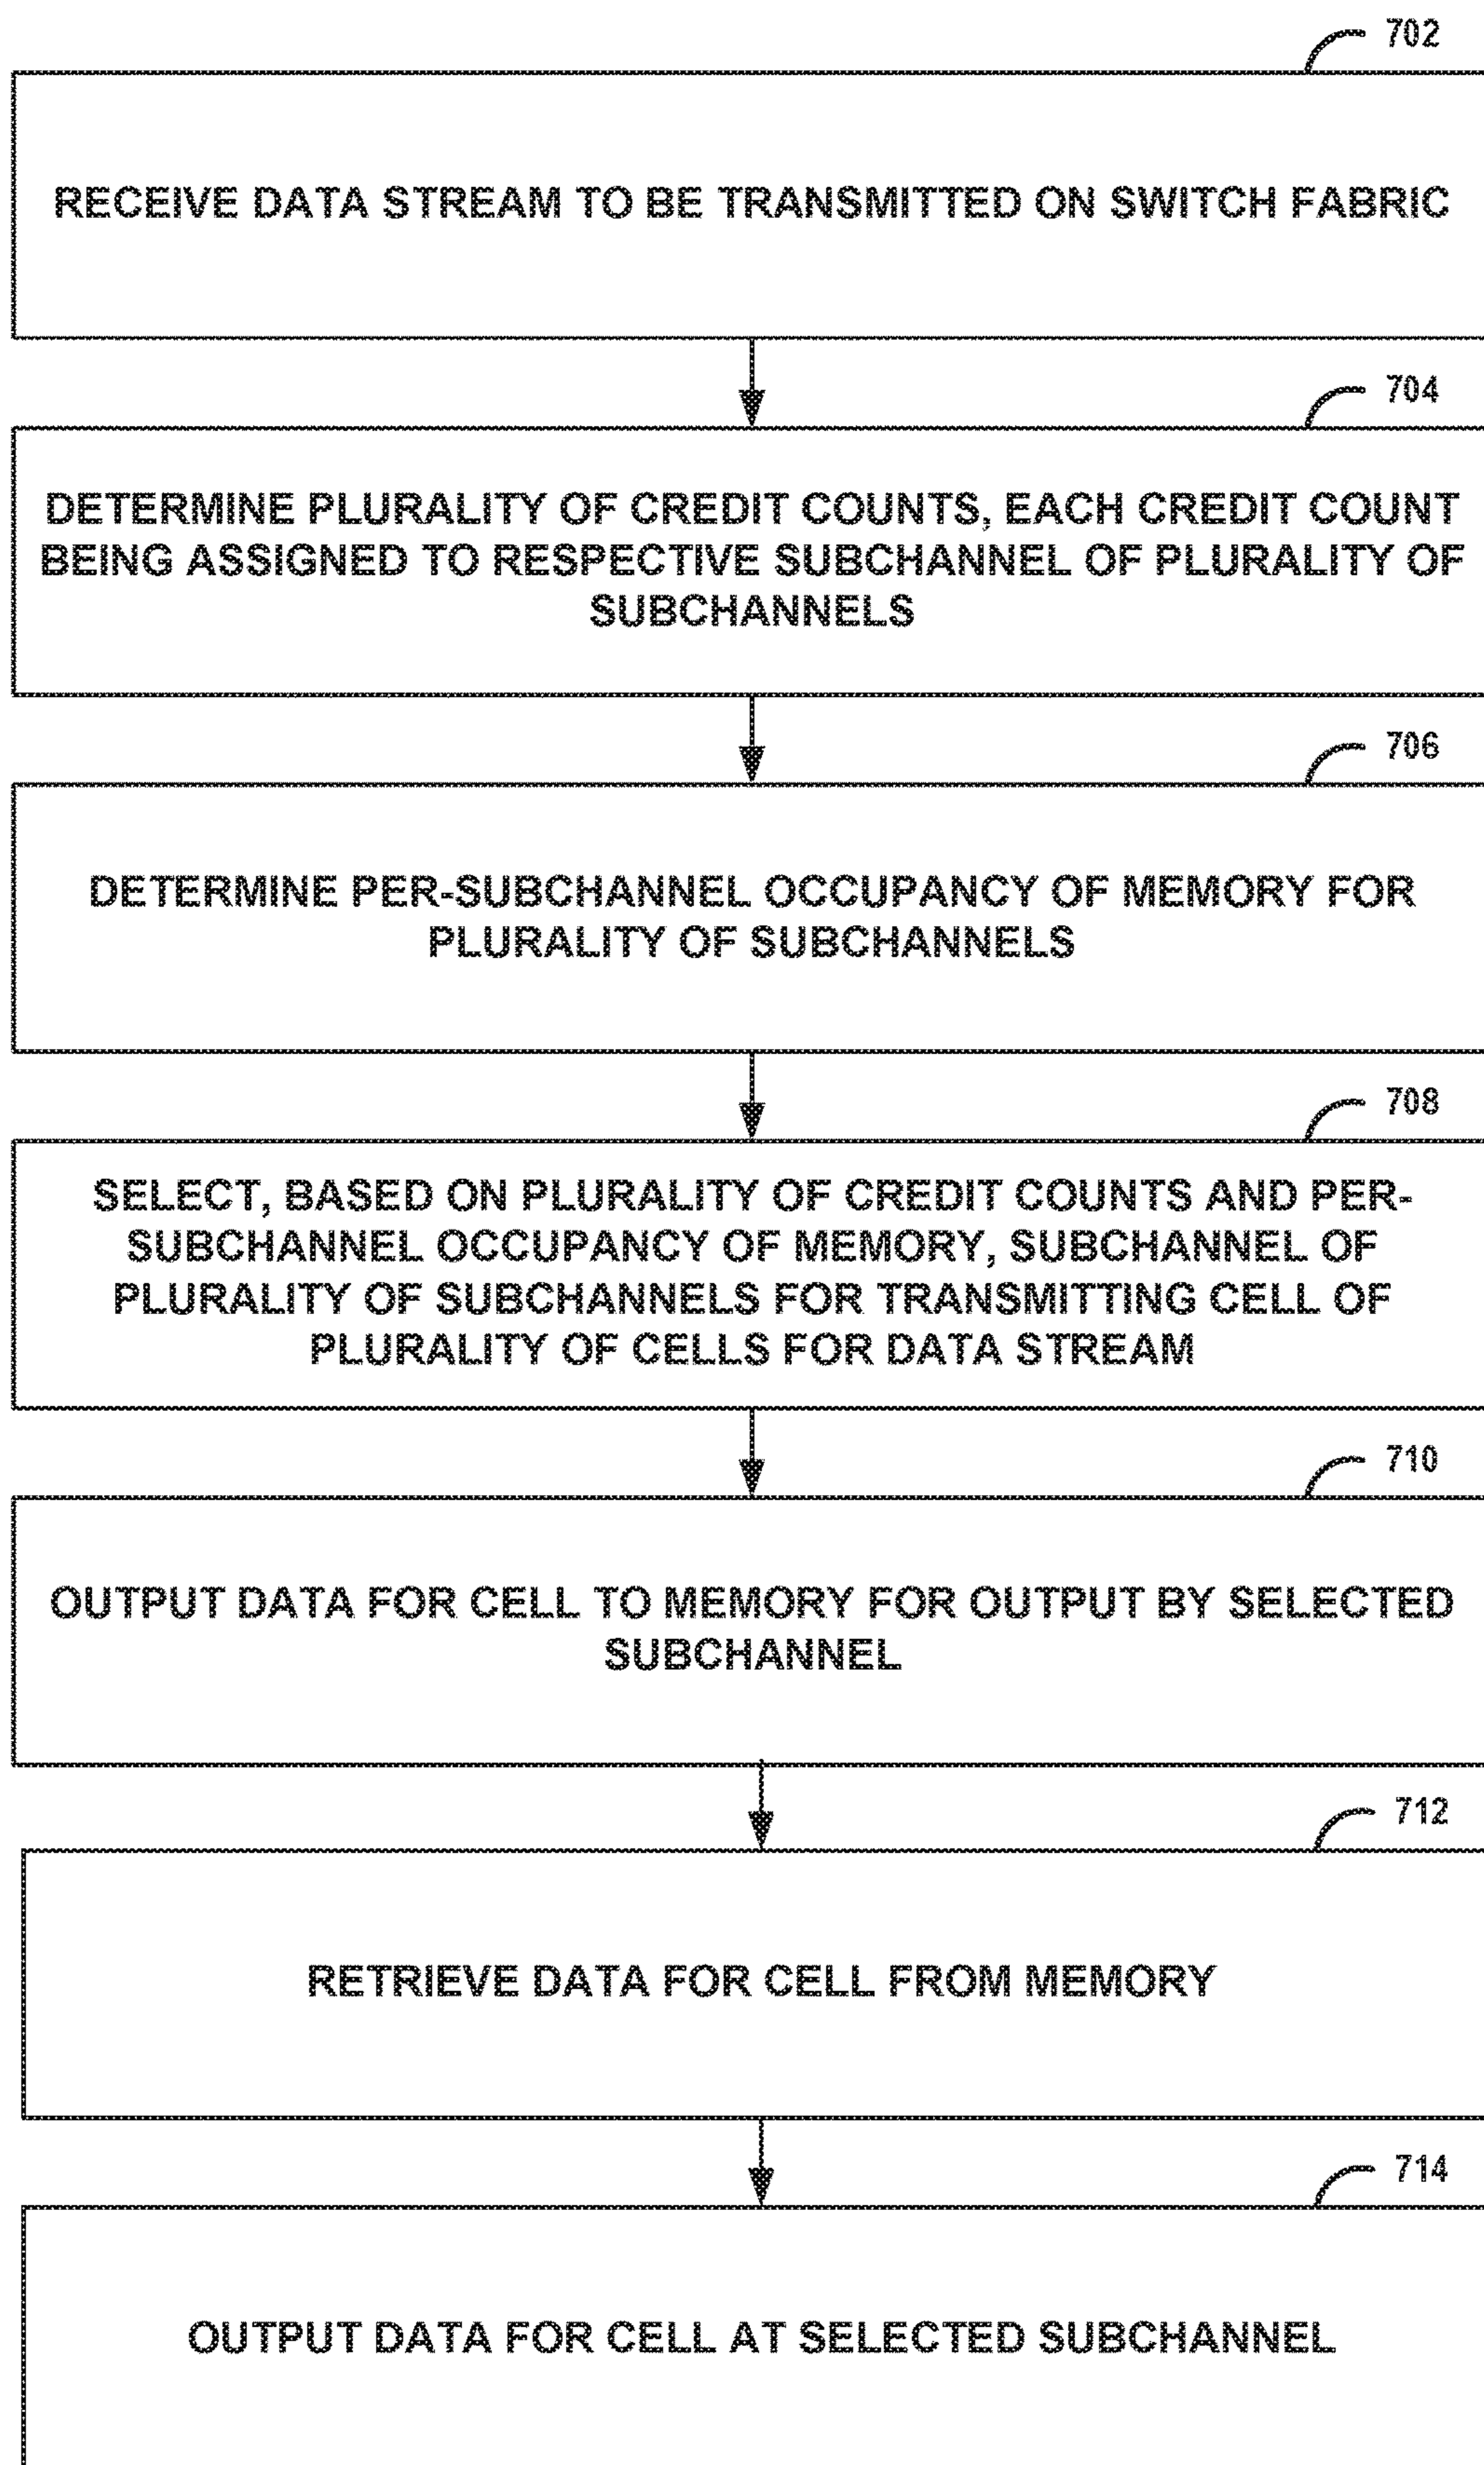 702
RECEIVE DATA STREAM TO BE TRANSMITTED ON SWITCH FABRIC
704
DETERMINE PLURALITY OF CREDIT COUNTS, EACH CREDIT COUNT
BEING ASSIGNED TO RESPECTIVE SUBCHANNEL OF PLURALITY OF
SUBCHANNELS
706
DETERMINE PER-SUBCHANNEL OCCUPANCY OF MEMORY FOR
PLURALITY OF SUBCHANNELS
708
SELECT, BASED ON PLURALITY OF CREDIT COUNTS AND PER-
SUBCHANNEL OCCUPANCY OF MEMORY, SUBCHANNEL OF
PLURALITY OF SUBCHANNELS FOR TRANSMITTING CELL OF
PLURALITY OF CELLS FOR DATA STREAM
710
OUTPUT DATA FOR CELL TO MEMORY FOR OUTPUT BY SELECTED
SUBCHANNEL
712
RETRIEVE DATA FOR CELL FROM MEMORY
714
OUTPUT DATA FOR CELL AT SELECTED SUBCHANNEL